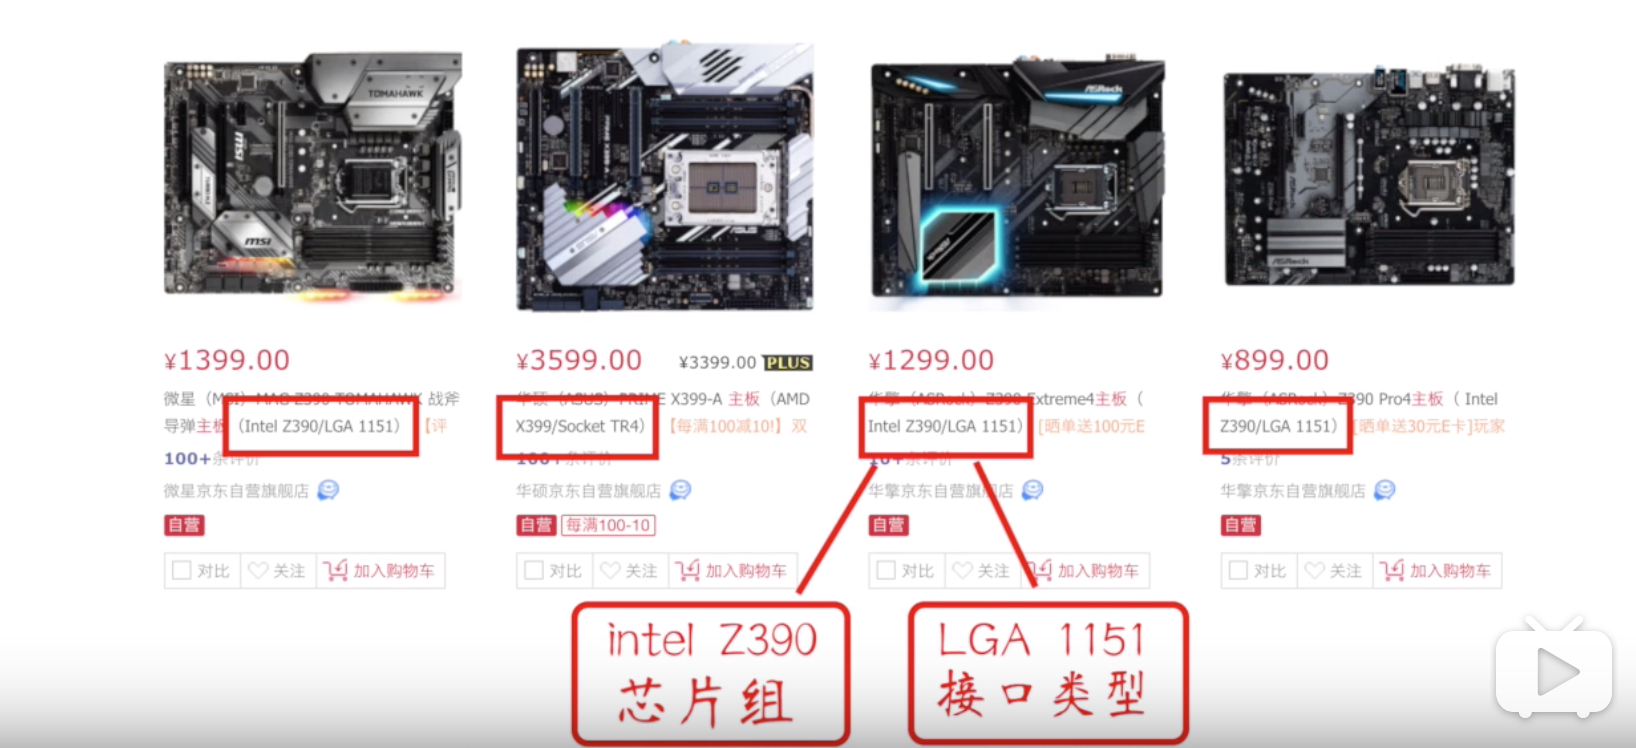 TOMAHAWK
msi
msi
ASRock
ASRock
¥1399.00
¥3599.00
¥3399.00 PLUS
¥1299.00
¥899.00
微星（MSI）MAG Z390 TOMAHAWK 战斧
导弹主板（Intel Z390/LGA 1151）【评
100+条评价
微星京东自营旗舰店
自营
对比 关注 加入购物车
华硕（ASUS）PRIME X399-A 主板（AMD
X399/Socket TR4）【每满100减10!】双
100+条评价
华硕京东自营旗舰店
自营 每满100-10
对比 关注 加入购物车
华擎（ASRock）Z390 Extreme4主板（
Intel Z390/LGA 1151）[晒单送100元E
10+条评价
华擎京东自营旗舰店
自营
对比 关注 加入购物车
华擎（ASRock）Z390 Pro4主板（ Intel
Z390/LGA 1151）[晒单送30元E卡]玩家
5条评价
华擎京东自营旗舰店
自营
对比 关注 加入购物车
intel Z390
芯片组
LGA 1151
接口类型